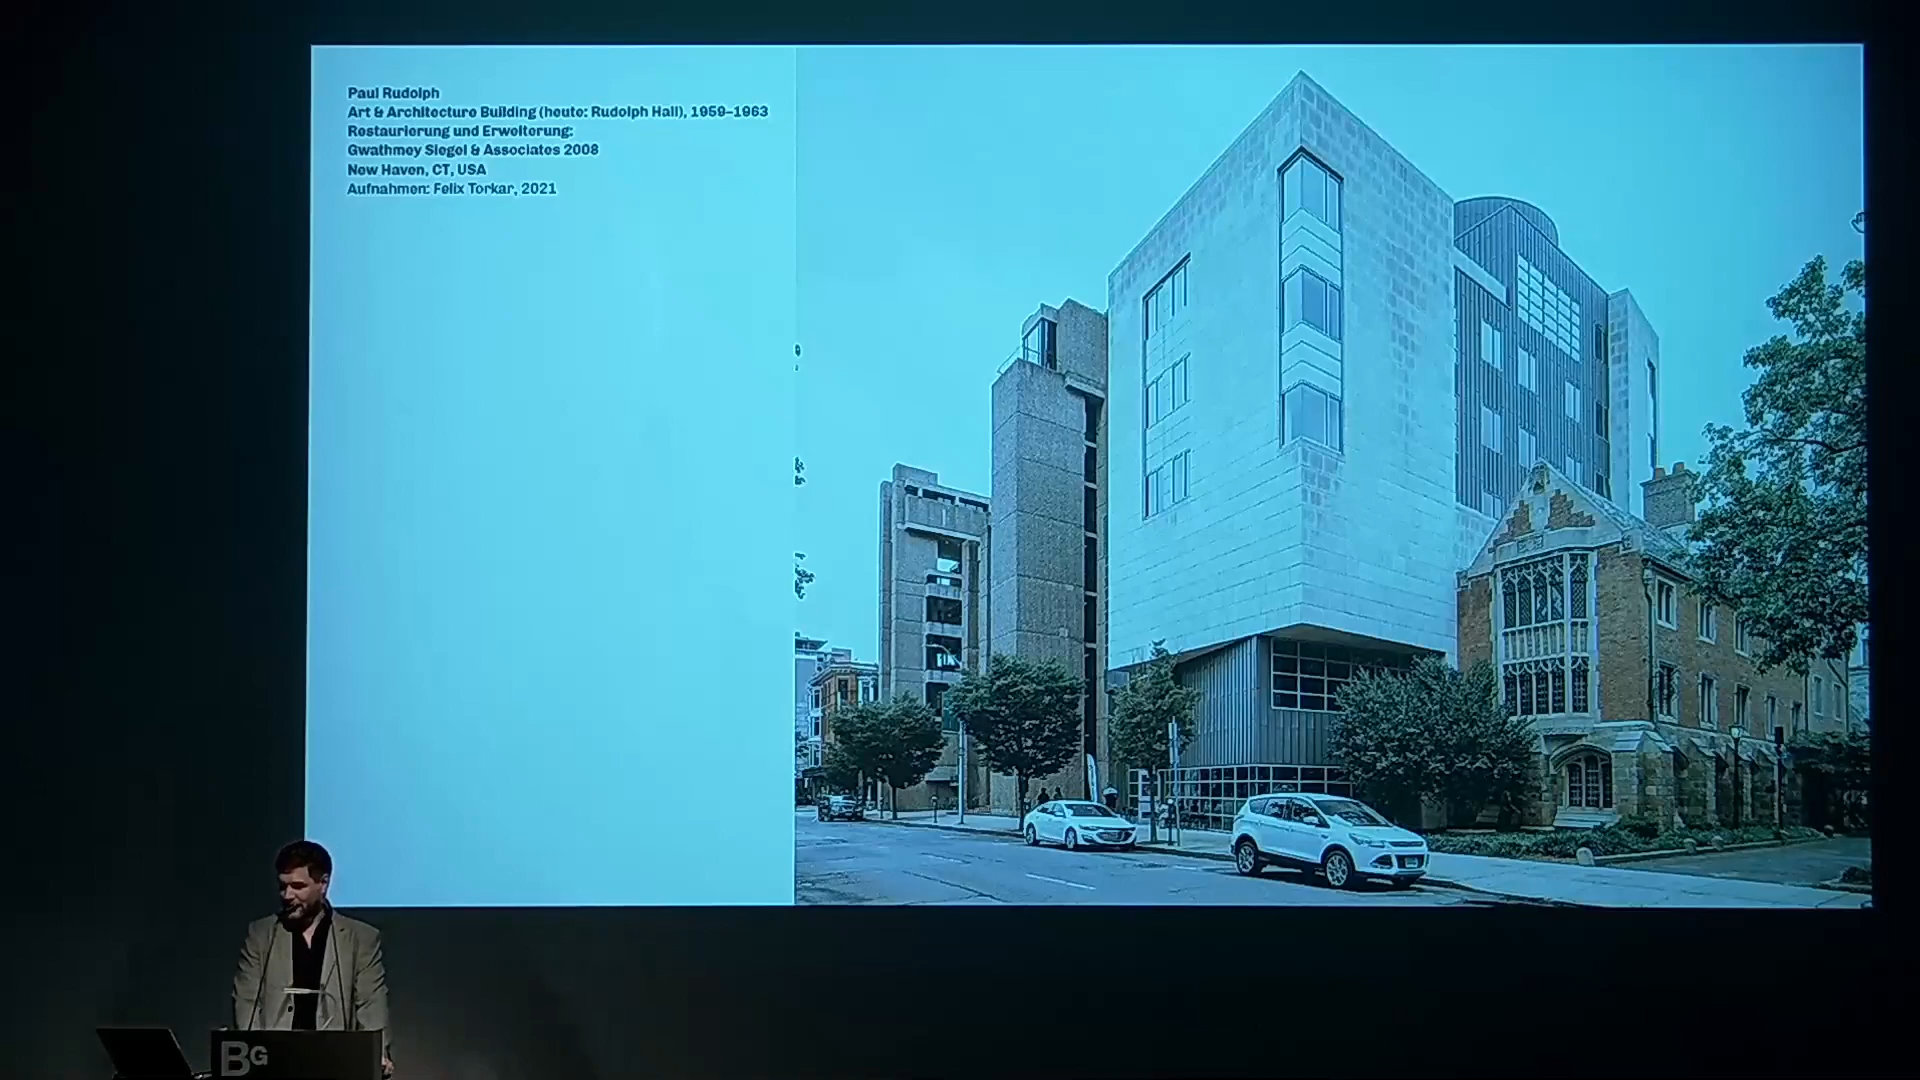 Paul Rudolph
Art & Architecture Building (heute: Rudolph Hall), 1959–1963
Restaurierung und Erweiterung:
Gwathmey Siegel & Associates 2008
New Haven, CT, USA
Aufnahmen: Felix Torkar, 2021
BG